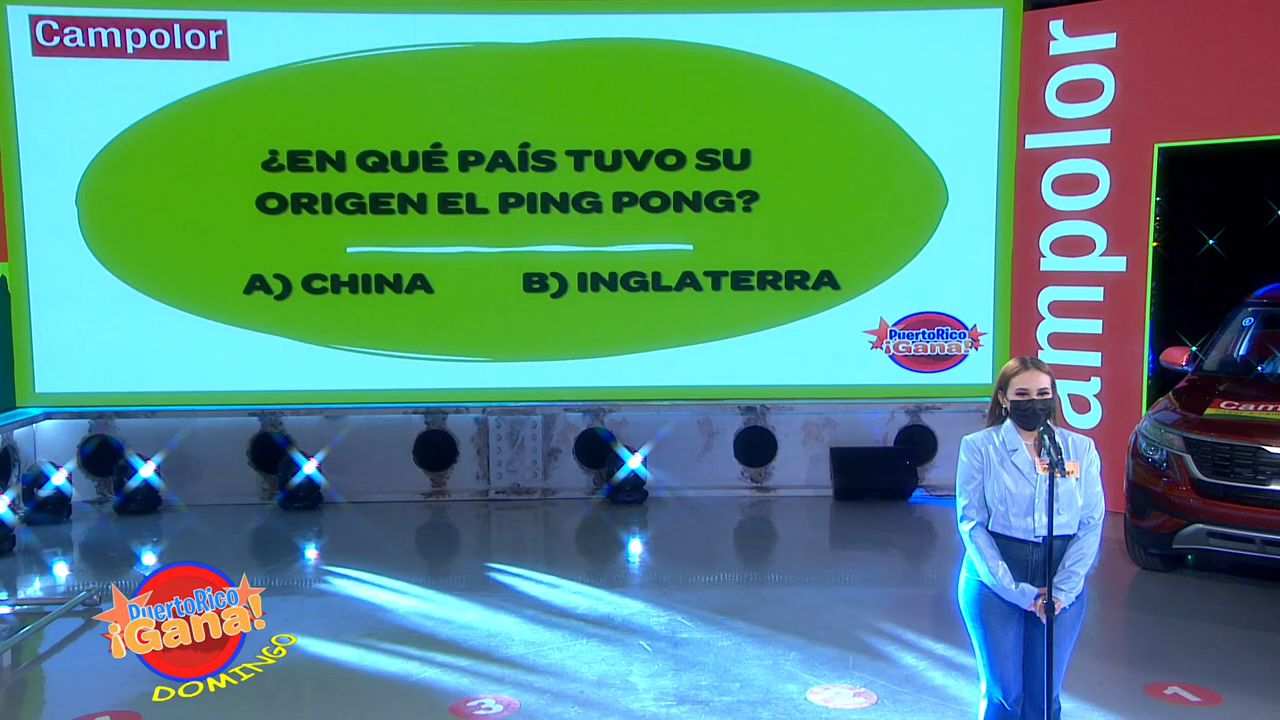 Campolor
¿EN QUÉ PAÍS TUVO SU
ORIGEN EL PING PONG?
A) CHINA B) INGLATERRA
PuertoRico
¡Gana!
ampolor
PuertoRico
¡Gana!
DOMINGO
3
1